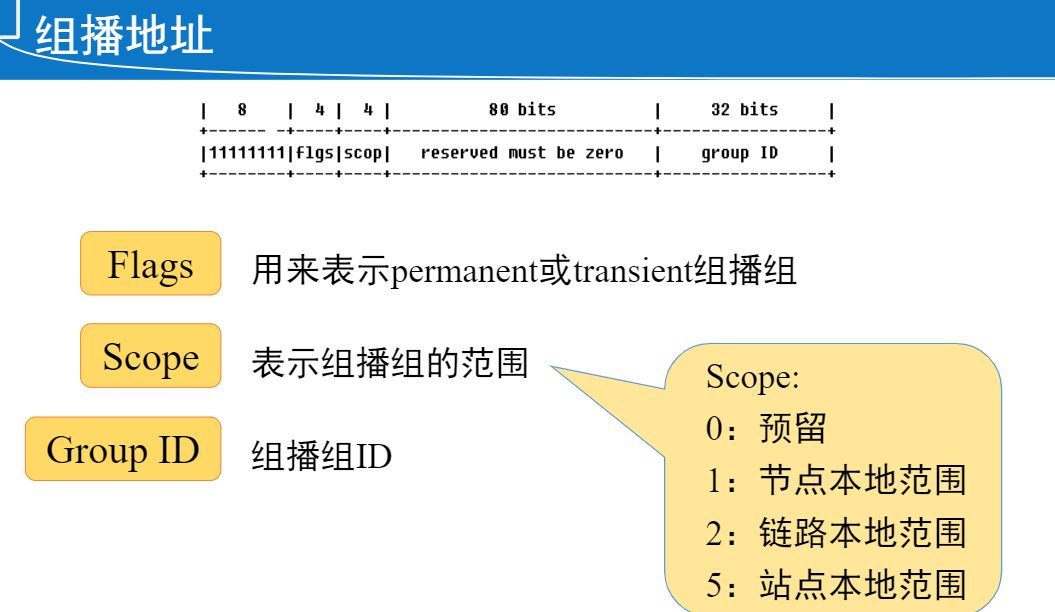 组播地址
| 8 | 4 | 4 | 80 bits | 32 bits |
+------ -+----+----+---------------------------+-----------------+
|11111111|flgs|scop| reserved must be zero | group ID |
+--------+----+----+---------------------------+-----------------+
Flags 用来表示permanent或transient组播组
Scope 表示组播组的范围
Group ID 组播组ID
Scope:
0：预留
1：节点本地范围
2：链路本地范围
5：站点本地范围